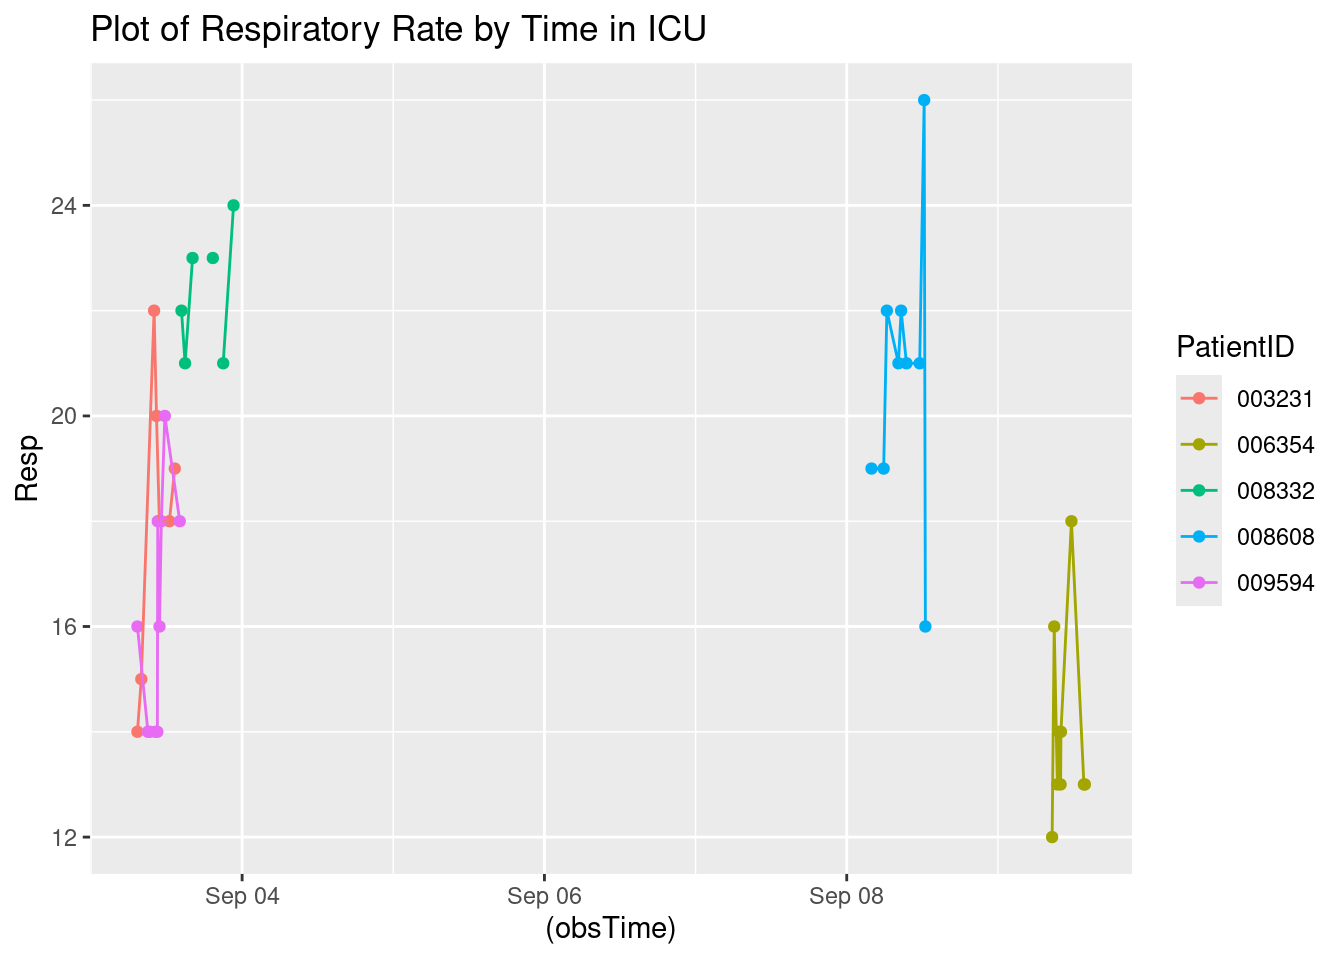 Plot of Respiratory Rate by Time in ICU
24
20
16
12
Resp
Sep 04
Sep 06
Sep 08
(obsTime)
PatientID
003231
006354
008332
008608
009594